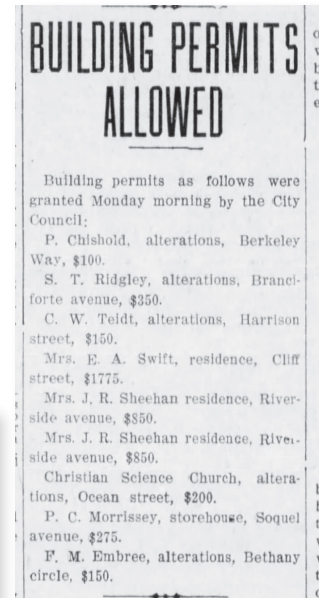 BUILDING PERMITS
ALLOWED
Building permits as follows were
granted Monday morning by the City
Council:
P. Chishold, alterations, Berkeley
Way, $100.
S. T. Ridgley, alterations, Branci-
forte avenue, $350.
C. W. Teidt, alterations, Harrison
street, $150.
Mrs. E. A. Swift, residence, Cliff
street, $1775.
Mrs. J. R. Sheehan residence, River-
side avenue, $850.
Mrs. J. R. Sheehan residence, River-
side avenue, $850.
Christian Science Church, altera-
tions, Ocean street, $200.
P. C. Morrissey, storehouse, Soquel
avenue, $275.
F. M. Embree, alterations, Bethany
circle, $150.